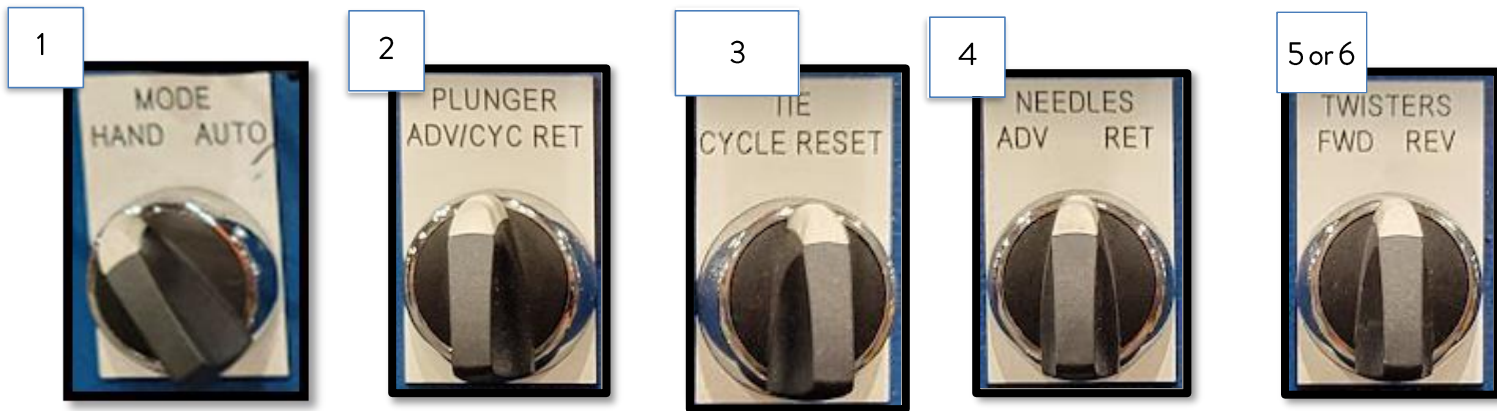 1
MODE
HAND AUTO
2
PLUNGER
ADV/CYC RET
3
TIE
CYCLE RESET
4
NEEDLES
ADV RET
5 or 6
TWISTERS
FWD REV